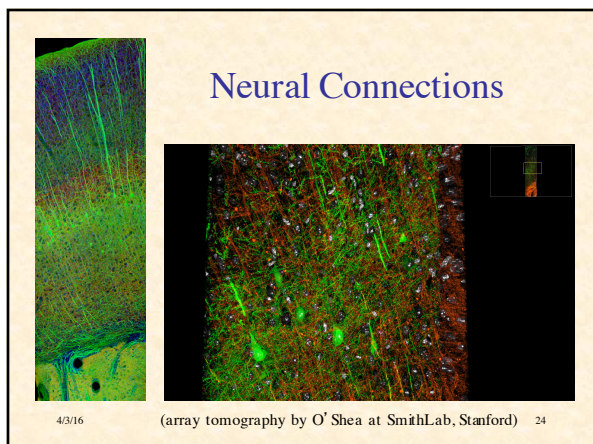 Neural Connections
4/3/16
(array tomography by O’Shea at SmithLab, Stanford)
24